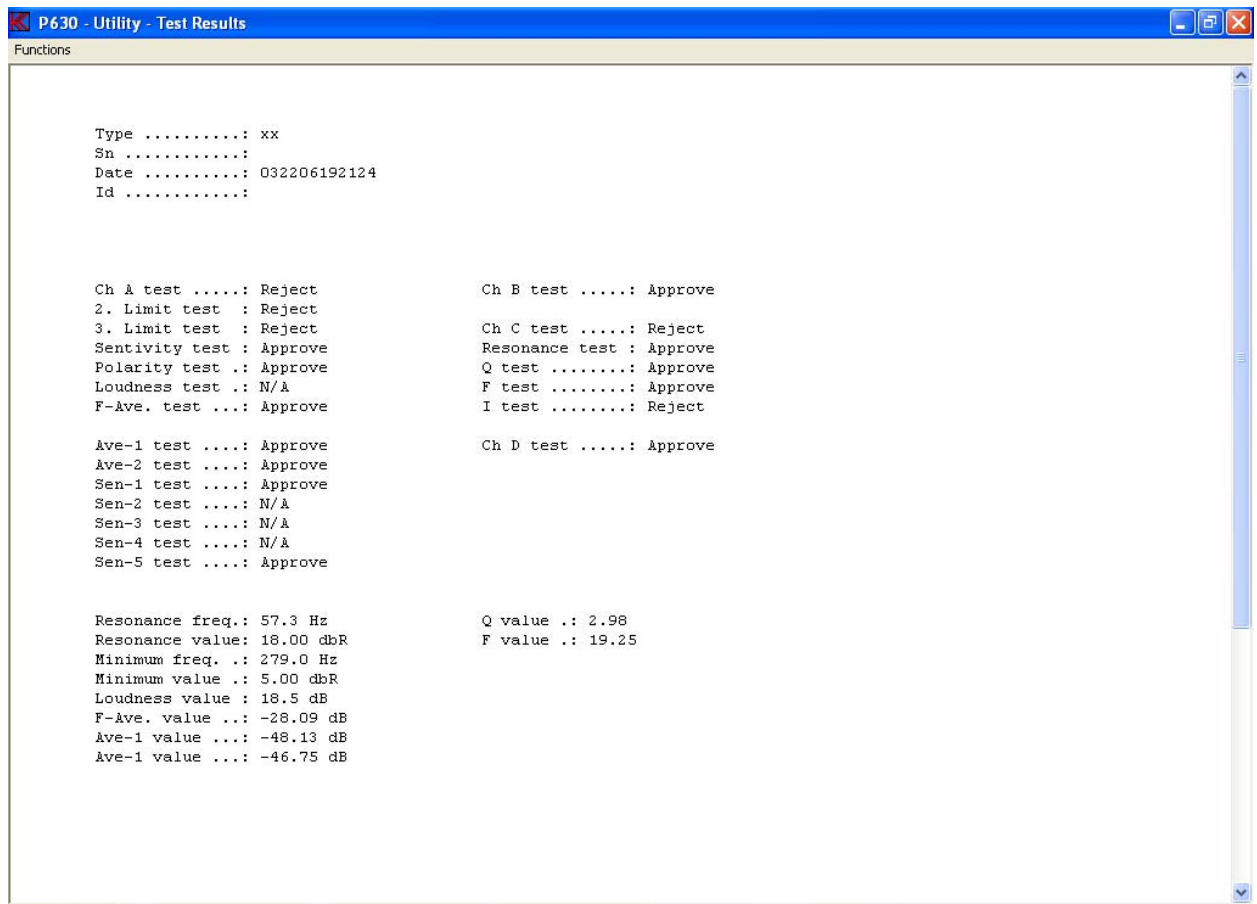 P630 - Utility - Test Results
Functions
Type ..........: xx
Sn ............:
Date ..........: 032206192124
Id ............:
Ch A test .....: Reject Ch B test .....: Approve
2. Limit test : Reject
3. Limit test : Reject Ch C test .....: Reject
Sentivity test : Approve Resonance test : Approve
Polarity test .: Approve Q test ........: Approve
Loudness test .: N/A F test ........: Approve
F-Ave. test ...: Approve I test ........: Reject
Ave-1 test ....: Approve Ch D test .....: Approve
Ave-2 test ....: Approve
Sen-1 test ....: Approve
Sen-2 test ....: N/A
Sen-3 test ....: N/A
Sen-4 test ....: N/A
Sen-5 test ....: Approve
Resonance freq.: 57.3 Hz Q value .: 2.98
Resonance value: 18.00 dbR F value .: 19.25
Minimum freq. .: 279.0 Hz
Minimum value .: 5.00 dbR
Loudness value : 18.5 dB
F-Ave. value ..: -28.09 dB
Ave-1 value ...: -48.13 dB
Ave-1 value ...: -46.75 dB